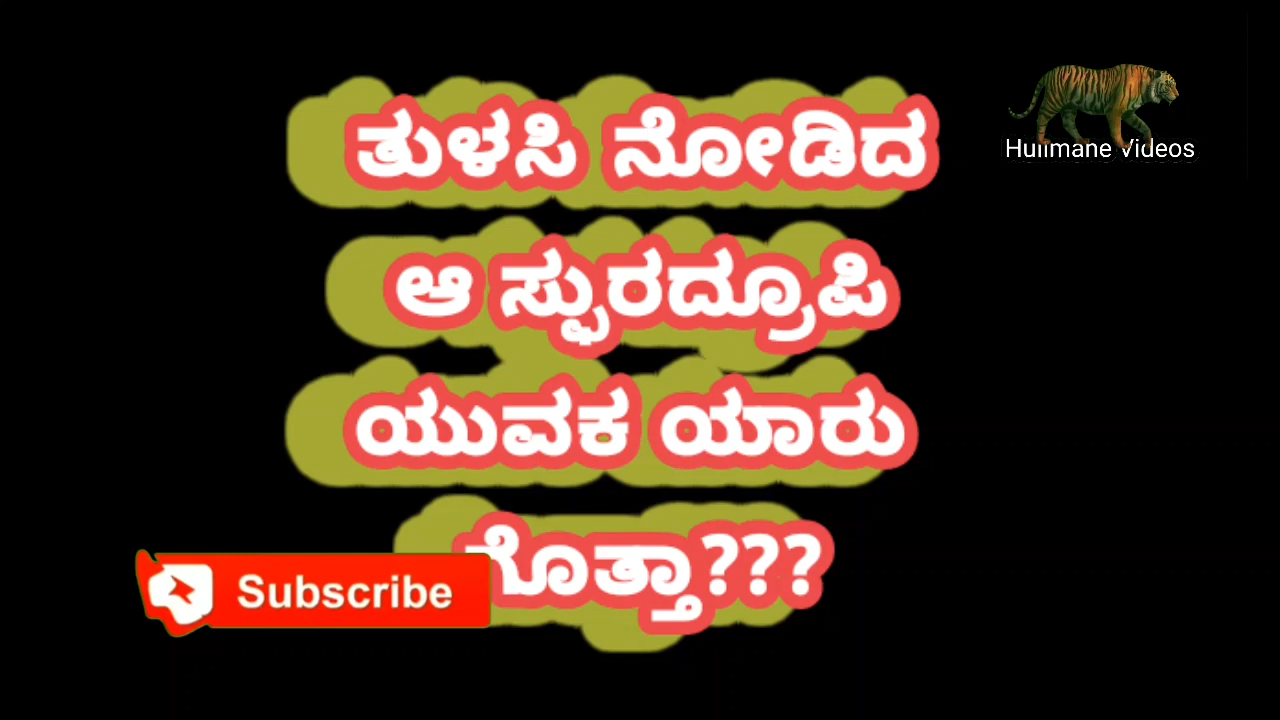 ತುಳಸಿ ನೋಡಿದ
Hulimane Videos
ಆ ಸ್ಫುರದ್ರೂಪಿ
ಯುವಕ ಯಾರು
ಗೊತ್ತಾ???
Subscribe